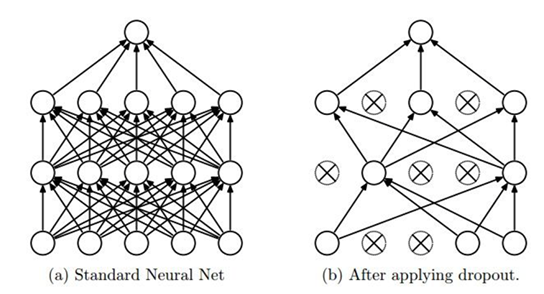 (a) Standard Neural Net
(b) After applying dropout.